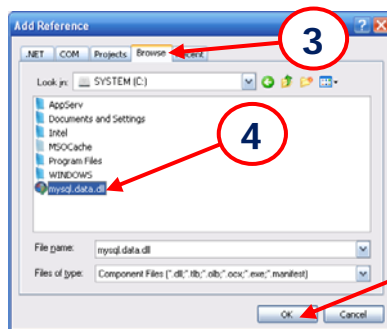 Add Reference
3
.NET COM Projects Browse Recent
Look in: SYSTEM (C:)
AppServ
Documents and Settings
Intel
MSOCache
Program Files
WINDOWS
mysql.data.dll
4
File name: mysql.data.dll
Files of type: Component Files (*.dll;*.tlb;*.olb;*.ocx;*.exe;*.manifest)
OK Cancel